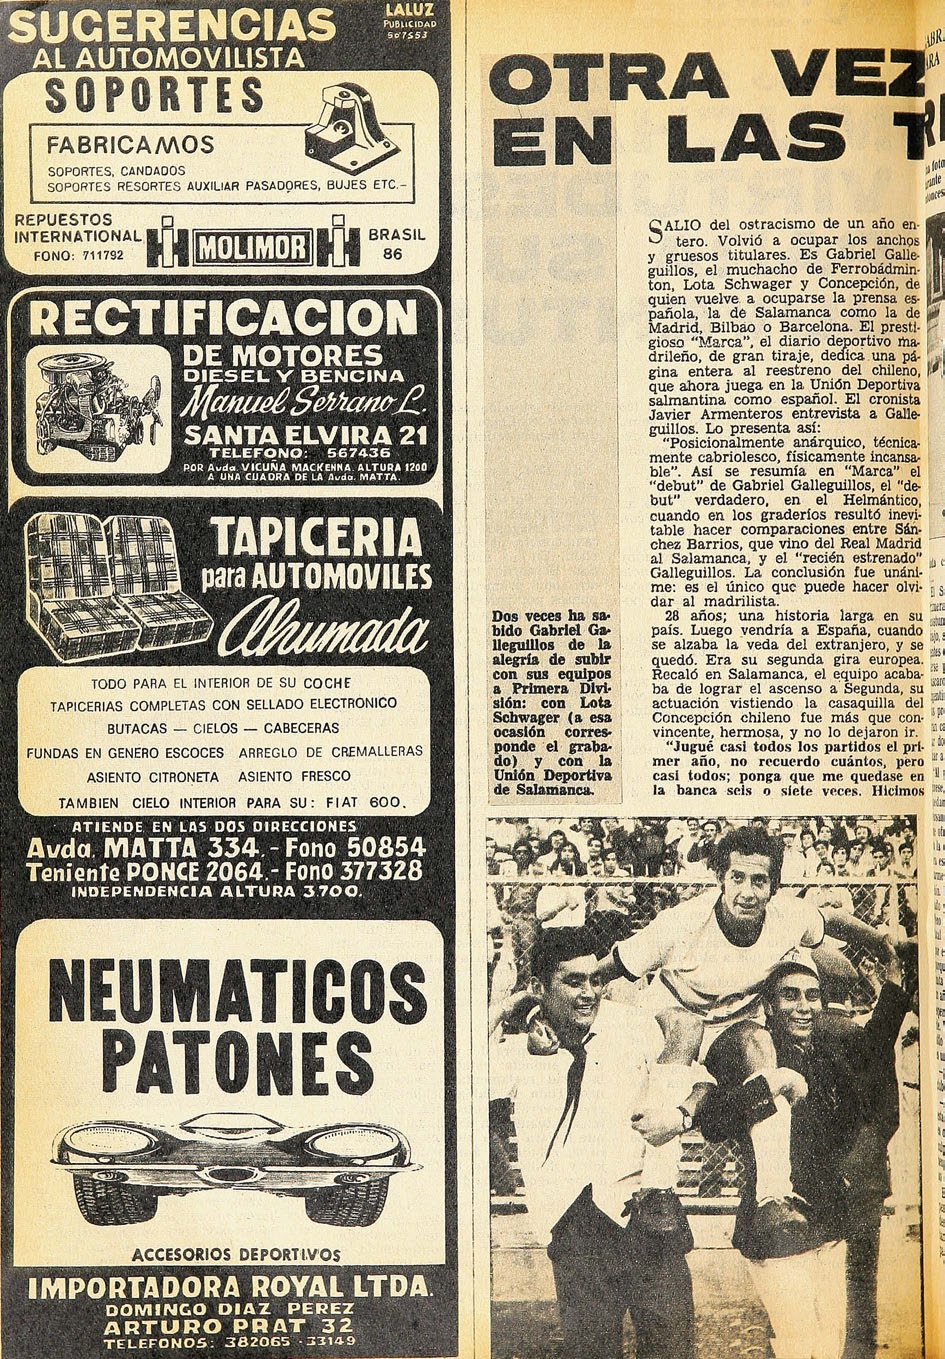 SUGERENCIAS
AL AUTOMOVILISTA
LALUZ
PUBLICIDAD
507553
SOPORTES
FABRICAMOS
SOPORTES, CANDADOS
SOPORTES RESORTES AUXILIAR PASADORES, BUJES ETC.-
REPUESTOS
INTERNATIONAL
FONO: 711792
MOLIMOR
BRASIL
86
RECTIFICACION
DE MOTORES
DIESEL Y BENCINA
Manuel Serrano L.
SANTA ELVIRA 21
TELEFONO: 567436
POR Avda. VICUÑA MACKENNA, ALTURA 1200
A UNA CUADRA DE LA Avda. MATTA.
TAPICERIA
para AUTOMOVILES
Ahumada
TODO PARA EL INTERIOR DE SU COCHE
TAPICERIAS COMPLETAS CON SELLADO ELECTRONICO
BUTACAS — CIELOS — CABECERAS
FUNDAS EN GENERO ESCOCES ARREGLO DE CREMALLERAS
ASIENTO CITRONETA ASIENTO FRESCO
TAMBIEN CIELO INTERIOR PARA SU: FIAT 600.
ATIENDE EN LAS DOS DIRECCIONES
Avda. MATTA 334.- Fono 50854
Teniente PONCE 2064.- Fono 377328
INDEPENDENCIA ALTURA 3700.
NEUMATICOS
PATONES
ACCESORIOS DEPORTIVOS
IMPORTADORA ROYAL LTDA.
DOMINGO DIAZ PEREZ
ARTURO PRAT 32
TELEFONOS: 382065 - 33149
OTRA VEZ
EN LAS T
SALIO del ostracismo de un año en-
tero. Volvió a ocupar los anchos
y gruesos titulares. Es Gabriel Galle-
guillos, el muchacho de Ferrobádmin-
ton, Lota Schwager y Concepción, de
quien vuelve a ocuparse la prensa es-
pañola, la de Salamanca como la de
Madrid, Bilbao o Barcelona. El presti-
gioso "Marca", el diario deportivo ma-
drileño, de gran tiraje, dedica una pá-
gina entera al reestreno del chileno,
que ahora juega en la Unión Deportiva
salmantina como español. El cronista
Javier Armenteros entrevista a Galle-
guillos. Lo presenta así:
"Posicionalmente anárquico, técnica-
mente cabriolesco, físicamente incansa-
ble". Así se resumía en "Marca" el
"debut" de Gabriel Galleguillos, el "de-
but" verdadero, en el Helmántico,
cuando en los graderíos resultó inevi-
table hacer comparaciones entre Sán-
chez Barrios, que vino del Real Madrid
al Salamanca, y el "recién estrenado"
Galleguillos. La conclusión fue unáni-
me: es el único que puede hacer olvi-
dar al madrilista.
28 años; una historia larga en su
país. Luego vendría a España, cuando
se alzaba la veda del extranjero, y se
quedó. Era su segunda gira europea.
Recaló en Salamanca, el equipo acaba-
ba de lograr el ascenso a Segunda, su
actuación vistiendo la casaquilla del
Concepción chileno fue más que con-
vincente, hermosa, y no lo dejaron ir.
"Jugué casi todos los partidos el pri-
mer año, no recuerdo cuántos, pero
casi todos; ponga que me quedase en
la banca seis o siete veces. Hicimos
Dos veces ha sa-
bido Gabriel Ga-
lleguillos de la
alegría de subir
con sus equipos
a Primera Divi-
sión: con Lota
Schwager (a esa
ocasión corres-
ponde el graba-
do) y con la
Unión Deportiva
de Salamanca.